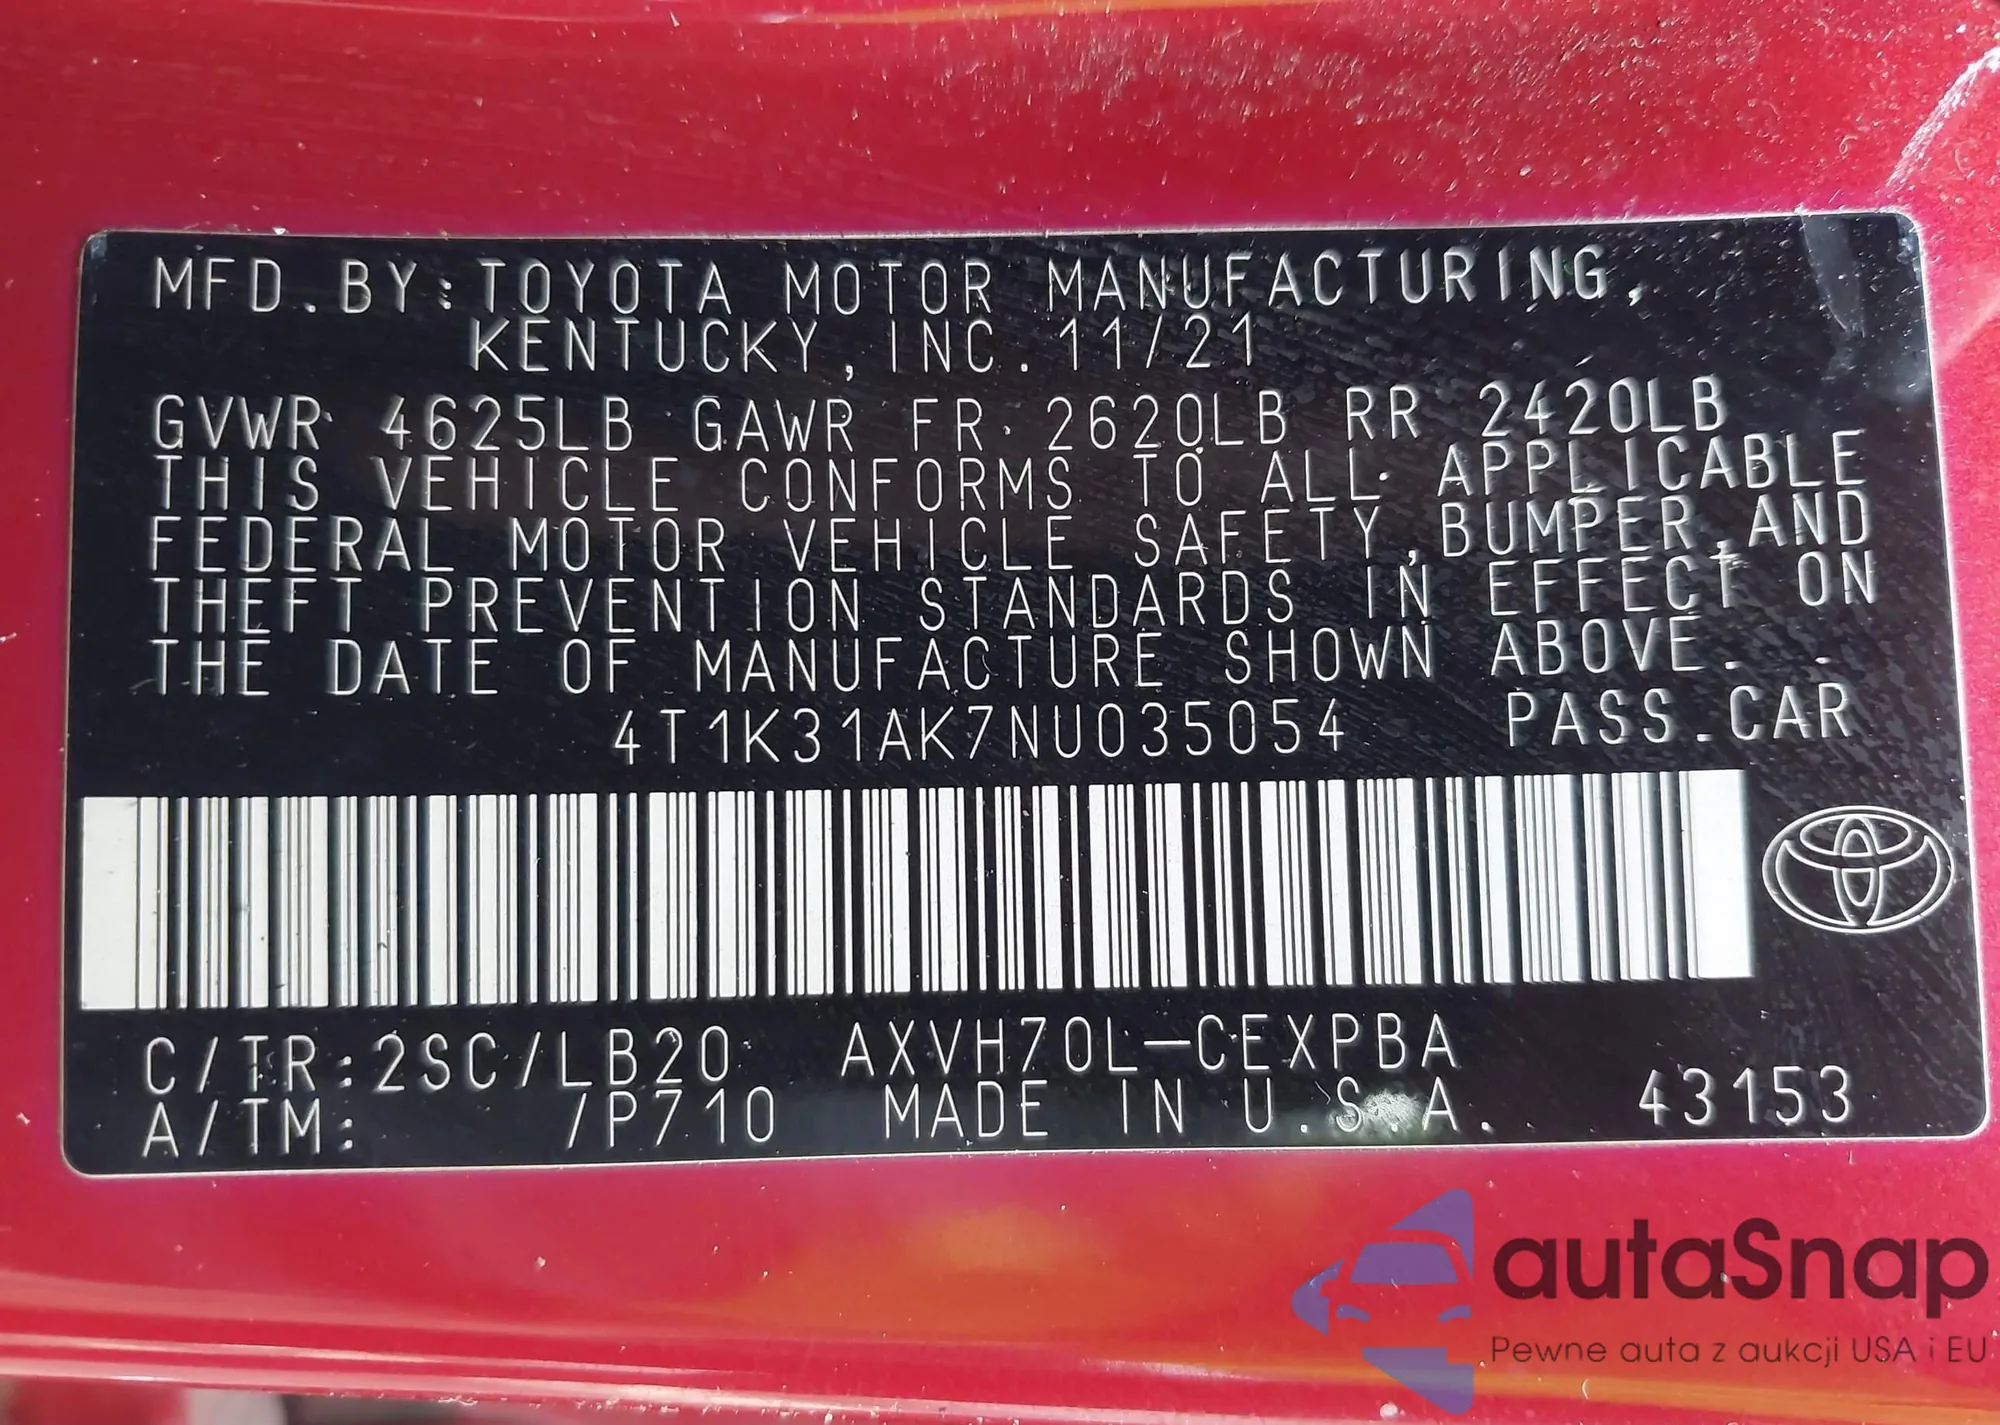 MFD.BY:TOYOTA MOTOR MANUFACTURING,
KENTUCKY,INC.11/21
GVWR 4625LB GAWR FR 2620LB RR 2420LB
THIS VEHICLE CONFORMS TO ALL APPLICABLE
FEDERAL MOTOR VEHICLE SAFETY,BUMPER,AND
THEFT PREVENTION STANDARDS IN EFFECT ON
THE DATE OF MANUFACTURE SHOWN ABOVE.
4T1K31AK7NU035054 PASS.CAR
C/TR:2SC/LB20 AXVH70L-CEXPBA
A/TM: /P710 MADE IN U.S.A. 43153
autaSnap
Pewne auta z aukcji USA i EU